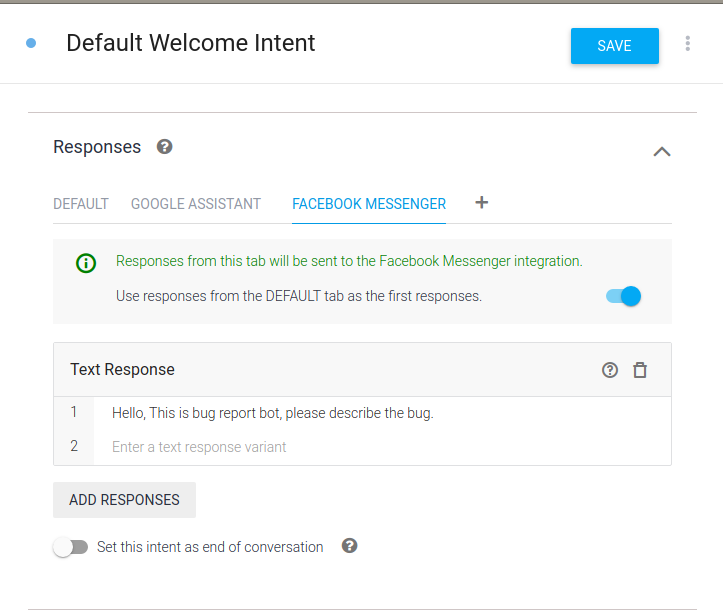 Default Welcome Intent
SAVE
Responses
DEFAULT GOOGLE ASSISTANT FACEBOOK MESSENGER +
Responses from this tab will be sent to the Facebook Messenger integration.
Use responses from the DEFAULT tab as the first responses.
Text Response
1 Hello, This is bug report bot, please describe the bug.
2 Enter a text response variant
ADD RESPONSES
Set this intent as end of conversation